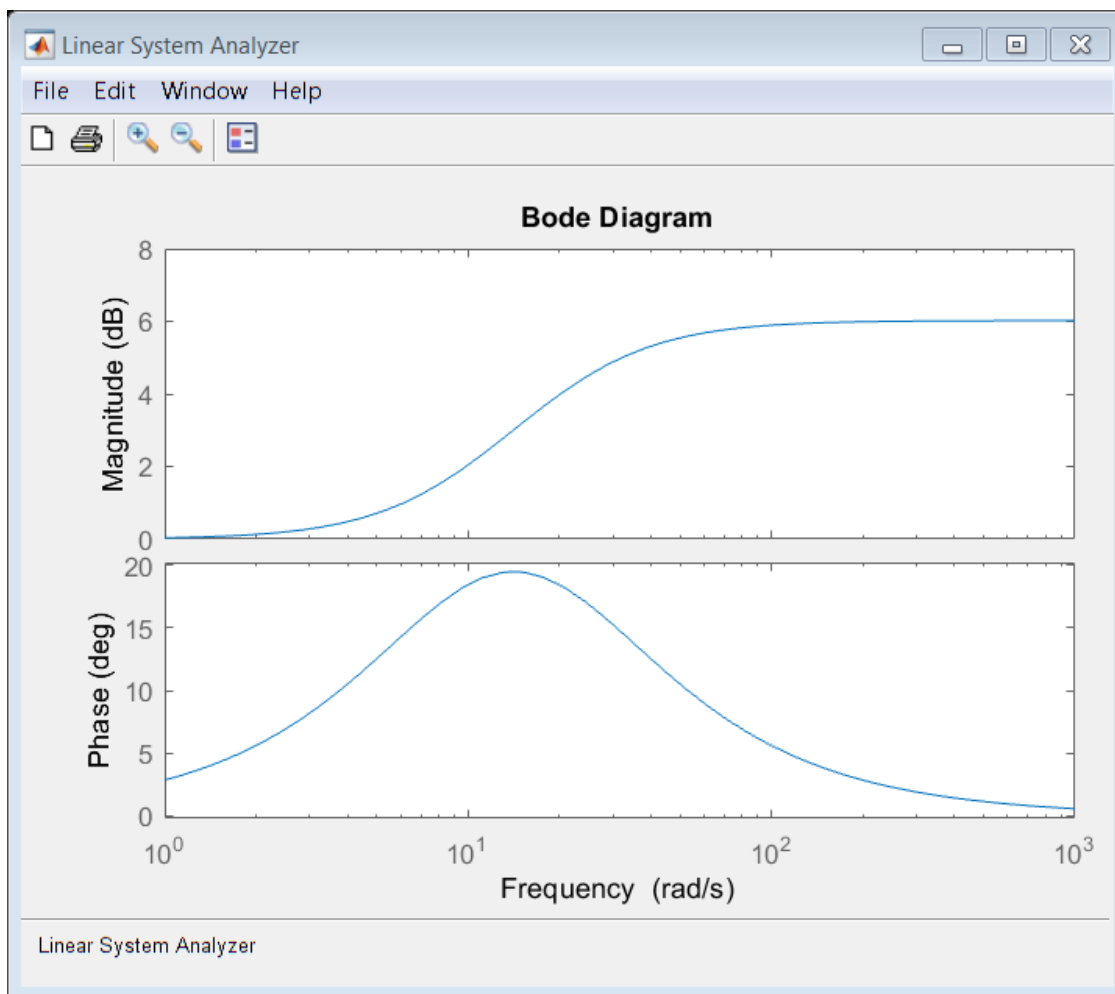 Linear System Analyzer
File Edit Window Help
Bode Diagram
Magnitude (dB)
8
6
4
2
0
Phase (deg)
20
15
10
5
0
10^0 10^1 10^2 10^3
Frequency (rad/s)
Linear System Analyzer